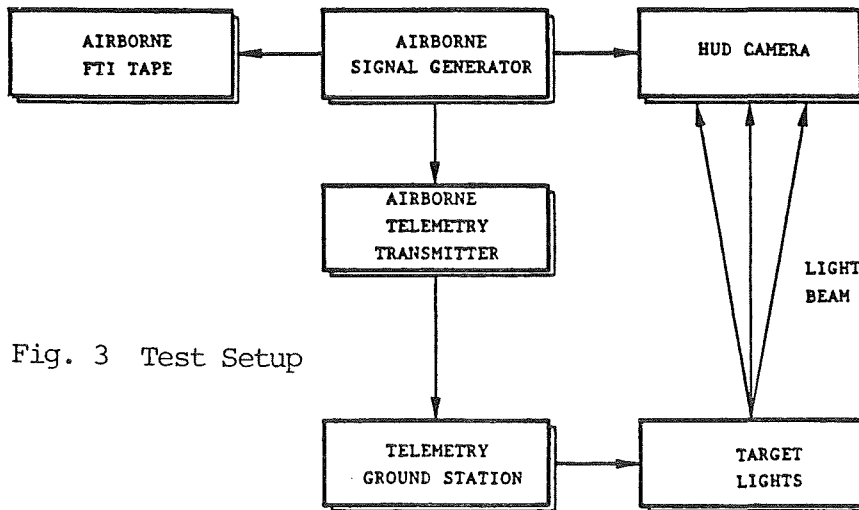 AIRBORNE
FTI TAPE
AIRBORNE
SIGNAL GENERATOR
HUD CAMERA
AIRBORNE
TELEMETRY
TRANSMITTER
LIGHT
BEAM
Fig. 3 Test Setup
TELEMETRY
GROUND STATION
TARGET
LIGHTS